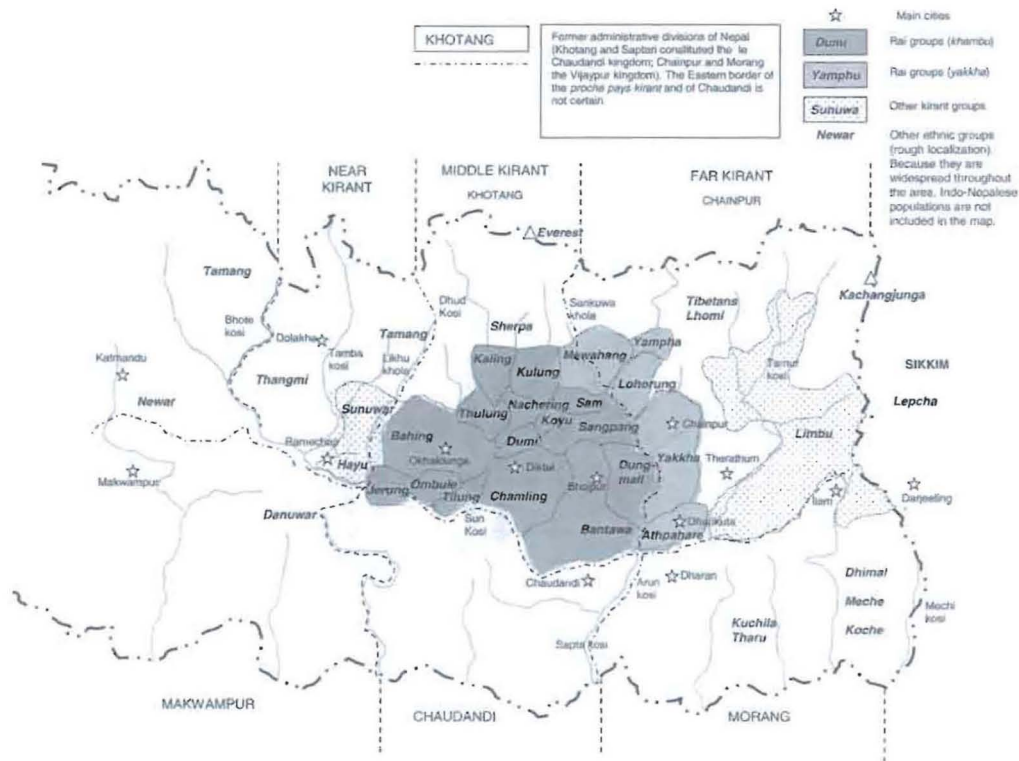 KHOTANG
Former administrative divisions of Nepal
(Khotang and Saptari constituted the le
Chaudandi kingdom; Chainpur and Morang
the Vijaypur kingdom). The Eastern border of
the proche pays kirant and of Chaudandi is
not certain.
Main cities
Dumi
Rai groups (khambu)
Yamphu
Rai groups (yakkha)
Sunuwa
Other kirant groups
Newar
Other ethnic groups
(rough localization).
Because they are
widespread throughout
the area. Indo-Nepalese
populations are not
included in the map.
NEAR
KIRANT
MIDDLE KIRANT
KHOTANG
FAR KIRANT
CHAINPUR
Everest
Tamang
Kachangjunga
Bhote
kosi
Dolakha
Tamba
kosi
Tamang
Likhu
khola
Dhud
Kosi
Sherpa
Sunkuwa
khola
Tibetans
Lhomi
Tamur
kosi
SIKKIM
Lepcha
Katmandu
Newar
Thangmi
Sunuwar
Kaling
Kulung
Mewahang
Yampha
Lohorung
Thulung
Nachering
Sam
Koyu
Sangpang
Chainpur
Limbu
Bahing
Okhaldunga
Dumi
Diktel
Bhojpur
Dung-
mali
Yakkha
Therathum
Ramechap
Hayu
Makwampur
Jerung
Ombule
Tilung
Chamling
Ilam
Darjeeling
Danuwar
Sun
Kosi
Bantawa
Athpahare
Dhankuta
Chaudandi
Arun
kosi
Dharan
Dhimal
Meche
Koche
Mechi
kosi
Kuchila
Tharu
Sapta kosi
MAKWAMPUR
CHAUDANDI
MORANG